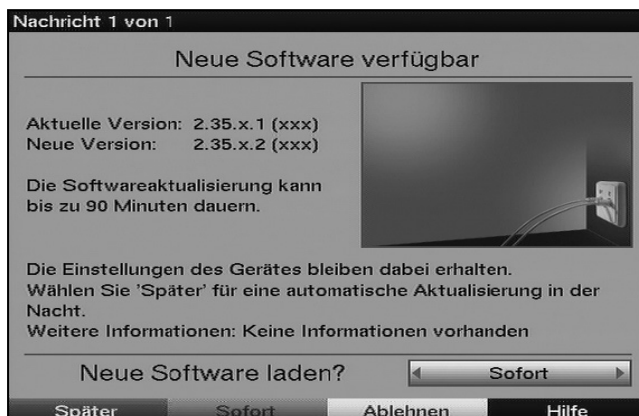 Nachricht 1 von 1
Neue Software verfügbar
Aktuelle Version: 2.35.x.1 (xxx)
Neue Version: 2.35.x.2 (xxx)
Die Softwareaktualisierung kann
bis zu 90 Minuten dauern.
Die Einstellungen des Gerätes bleiben dabei erhalten.
Wählen Sie 'Später' für eine automatische Aktualisierung in der
Nacht.
Weitere Informationen: Keine Informationen vorhanden
Neue Software laden? Sofort
Später Sofort Ablehnen Hilfe